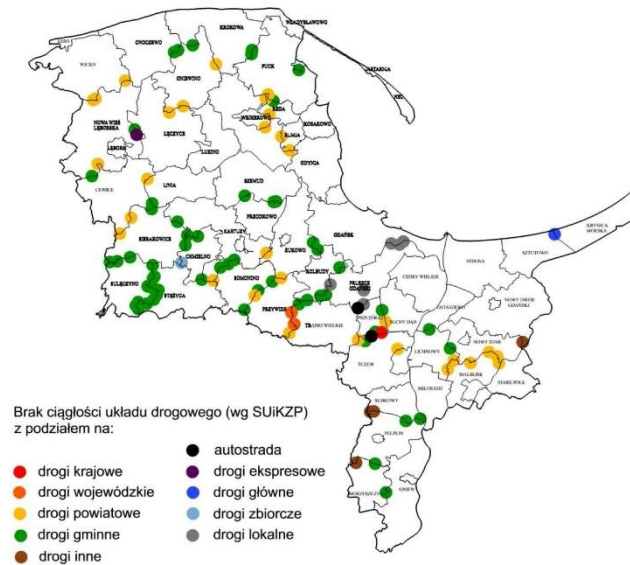 CHOCZEWO
KROKOWA
WŁADYSŁAWOWO
ŁEBA
WICKO
GNIEWINO
PUCK
JASTARNIA
HEL
NOWA WIEŚ
LĘBORSKA
WEJHEROWO
REDA
KOSAKOWO
RUMIA
LĘBORK
ŁĘCZYCE
LUZINO
GDYNIA
CEWICE
LINIA
SZEMUD
PRZODKOWO
SIERAKOWICE
KARTUZY
ŻUKOWO
GDAŃSK
KRYNICA
MORSKA
SZTUTOWO
STEGNA
CHMIELNO
KOLBUDY
CEDRY WIELKIE
SULĘCZYNO
SOMONINO
PRUSZCZ
GDAŃSKI
NOWY DWÓR
GDAŃSKI
STĘŻYCA
OSTASZEWO
PRZYWIDZ
PSZCZÓŁKI
SUCHY DĄB
TRĄBKI WIELKIE
NOWY STAW
LICHNOWY
TCZEW
MALBORK
STARE POLE
MIŁORADZ
SUBKOWY
PELPLIN
MORZESZCZYN
GNIEW
Brak ciągłości układu drogowego (wg SUiKZP)
z podziałem na:
drogi krajowe
drogi wojewódzkie
drogi powiatowe
drogi gminne
drogi inne
autostrada
drogi ekspresowe
drogi główne
drogi zbiorcze
drogi lokalne